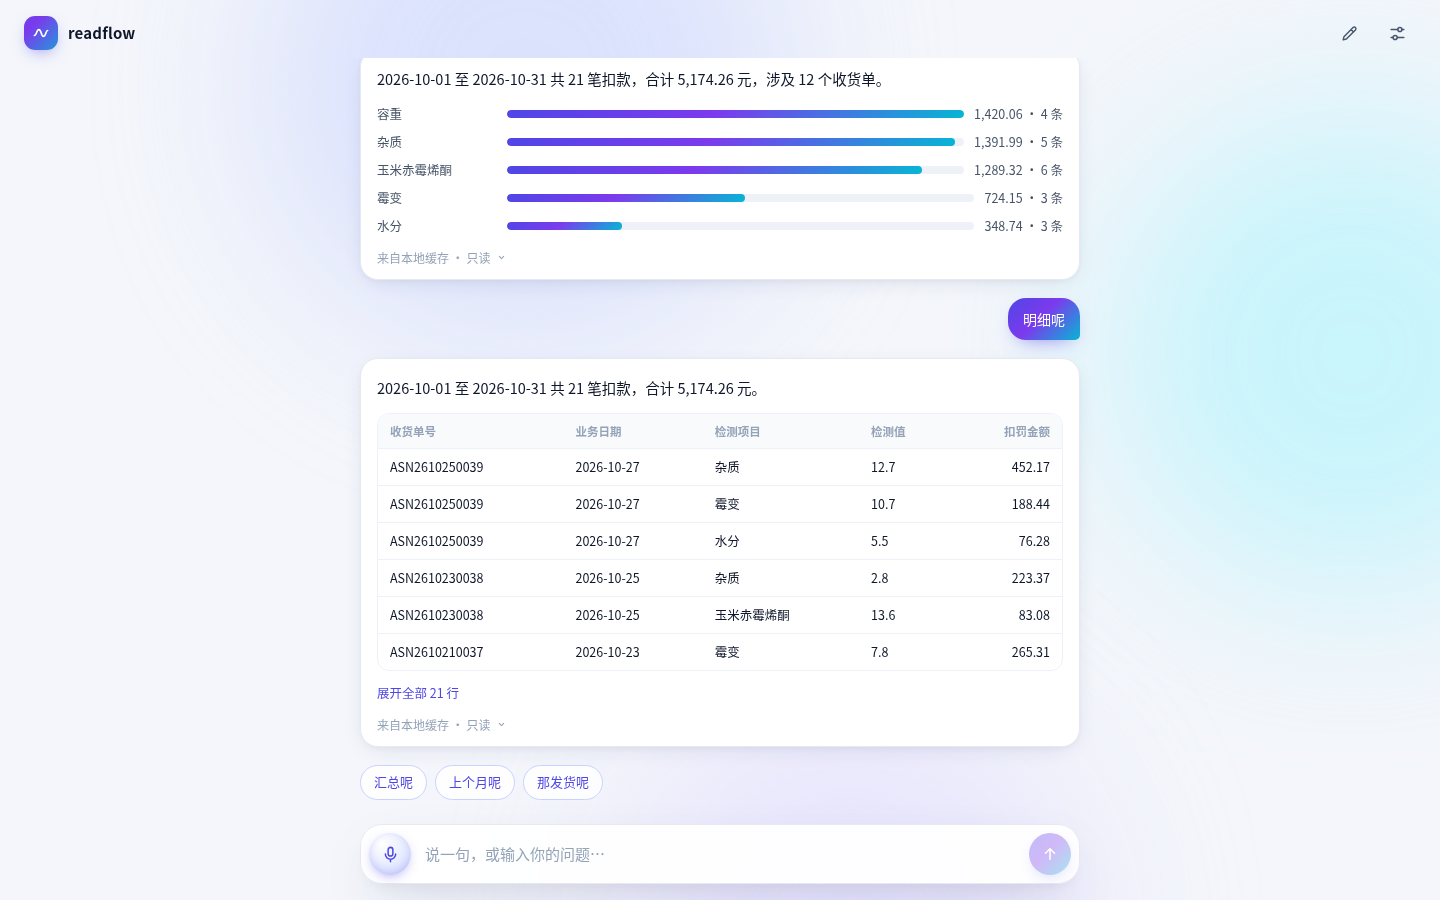 readflow
2026-10-01 至 2026-10-31 共 21 笔扣款，合计 5,174.26 元，涉及 12 个收货单。
容重 1,420.06 · 4 条
杂质 1,391.99 · 5 条
玉米赤霉烯酮 1,289.32 · 6 条
霉变 724.15 · 3 条
水分 348.74 · 3 条
来自本地缓存 · 只读
明细呢
2026-10-01 至 2026-10-31 共 21 笔扣款，合计 5,174.26 元。
收货单号 业务日期 检测项目 检测值 扣罚金额
ASN2610250039 2026-10-27 杂质 12.7 452.17
ASN2610250039 2026-10-27 霉变 10.7 188.44
ASN2610250039 2026-10-27 水分 5.5 76.28
ASN2610230038 2026-10-25 杂质 2.8 223.37
ASN2610230038 2026-10-25 玉米赤霉烯酮 13.6 83.08
ASN2610210037 2026-10-23 霉变 7.8 265.31
展开全部 21 行
来自本地缓存 · 只读
汇总呢 上个月呢 那发货呢
说一句，或输入你的问题…